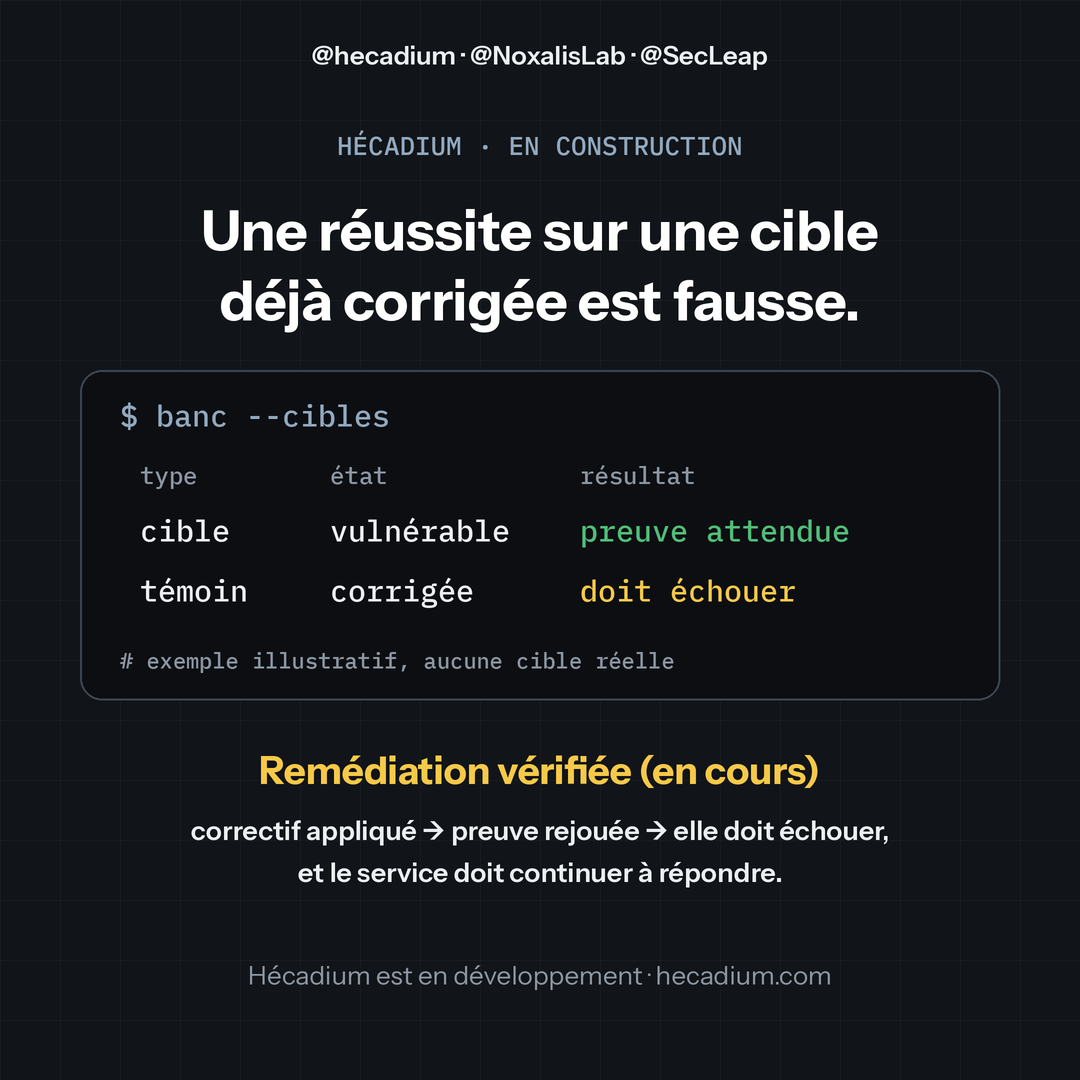 @hecadium · @NoxalisLab · @SecLeap
HÉCADIUM · EN CONSTRUCTION
Une réussite sur une cible
déjà corrigée est fausse.
$ banc --cibles
type état résultat
cible vulnérable preuve attendue
témoin corrigée doit échouer
# exemple illustratif, aucune cible réelle
Remédiation vérifiée (en cours)
correctif appliqué → preuve rejouée → elle doit échouer,
et le service doit continuer à répondre.
Hécadium est en développement · hecadium.com